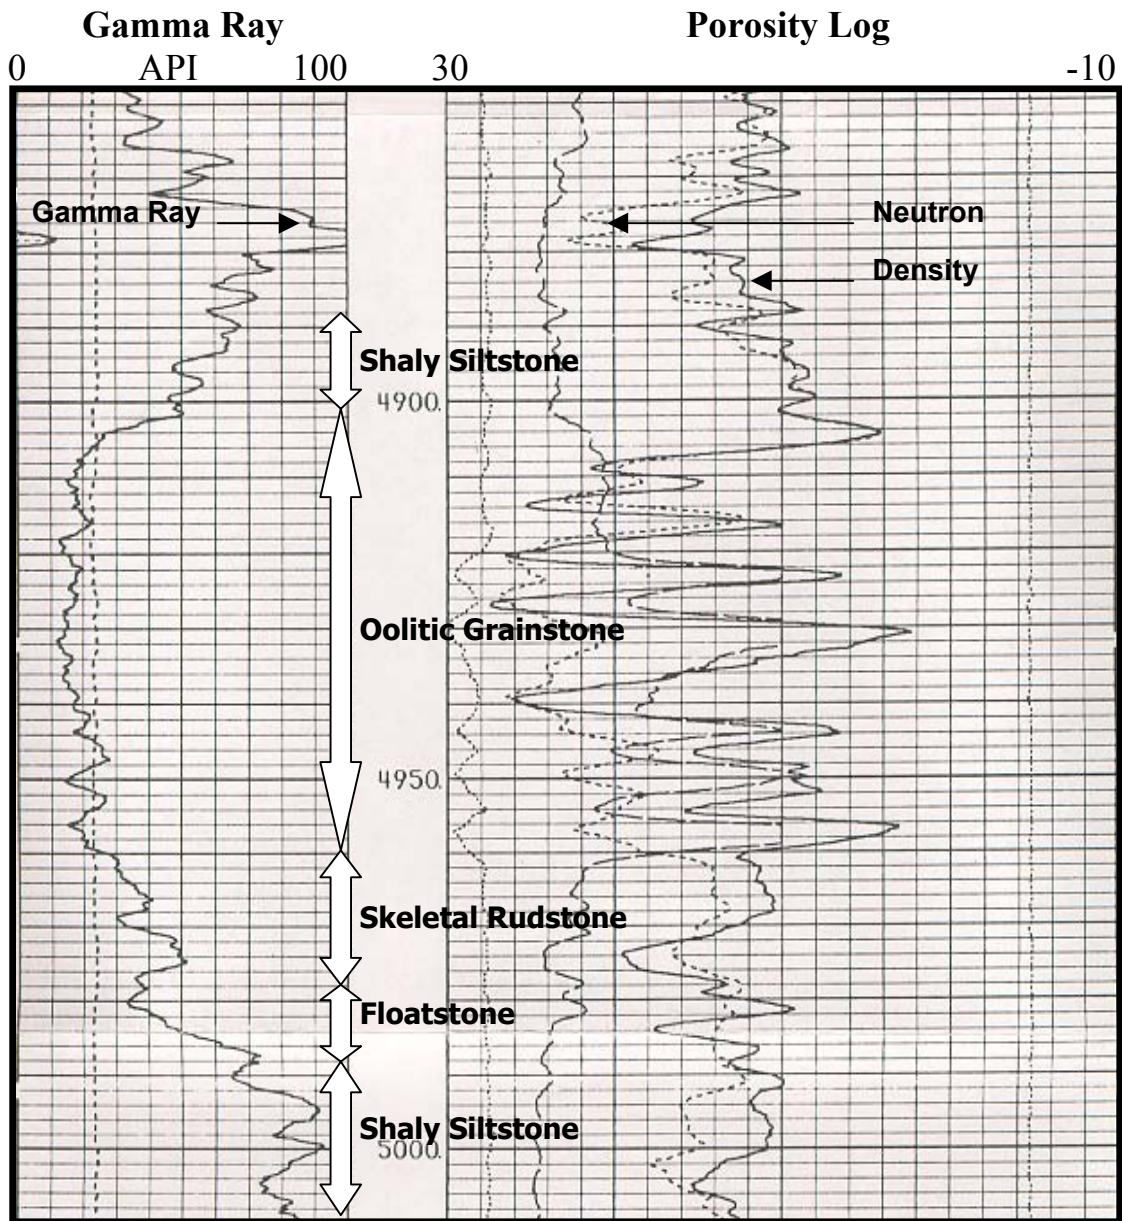 Gamma Ray Porosity Log
0 API 100 30 -10
Gamma Ray Neutron
Density
Shaly Siltstone
4900.
Oolitic Grainstone
4950.
Skeletal Rudstone
Floatstone
Shaly Siltstone
5000.